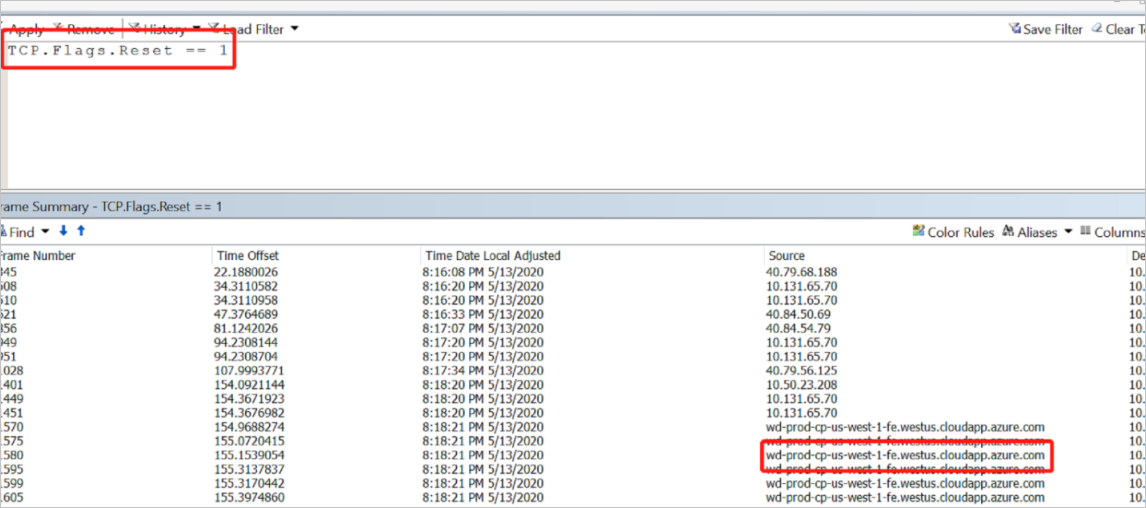 Apply Remove History Load Filter Save Filter Clear T
TCP.Flags.Reset == 1
rame Summary - TCP.Flags.Reset == 1
Find Color Rules Aliases Columns
rame Number Time Offset Time Date Local Adjusted Source De
345 22.1880026 8:16:08 PM 5/13/2020 40.79.68.188 10.
508 34.3110582 8:16:20 PM 5/13/2020 10.131.65.70 10.
510 34.3110958 8:16:20 PM 5/13/2020 10.131.65.70 10.
521 47.3764689 8:16:33 PM 5/13/2020 40.84.50.69 10.
856 81.1242026 8:17:07 PM 5/13/2020 40.84.54.79 10.
949 94.2308144 8:17:20 PM 5/13/2020 10.131.65.70 10.
951 94.2308704 8:17:20 PM 5/13/2020 10.131.65.70 10.
1028 107.9993771 8:17:34 PM 5/13/2020 40.79.56.125 10.
1401 154.0921144 8:18:20 PM 5/13/2020 10.50.23.208 10.
1449 154.3671923 8:18:20 PM 5/13/2020 10.131.65.70 10.
1451 154.3676982 8:18:20 PM 5/13/2020 10.131.65.70 10.
1570 154.9688274 8:18:21 PM 5/13/2020 wd-prod-cp-us-west-1-fe.westus.cloudapp.azure.com 10.
1575 155.0720415 8:18:21 PM 5/13/2020 wd-prod-cp-us-west-1-fe.westus.cloudapp.azure.com 10.
1580 155.1539054 8:18:21 PM 5/13/2020 wd-prod-cp-us-west-1-fe.westus.cloudapp.azure.com 10.
1595 155.3137837 8:18:21 PM 5/13/2020 wd-prod-cp-us-west-1-fe.westus.cloudapp.azure.com 10.
1599 155.3170442 8:18:21 PM 5/13/2020 wd-prod-cp-us-west-1-fe.westus.cloudapp.azure.com 10.
1605 155.3974860 8:18:21 PM 5/13/2020 wd-prod-cp-us-west-1-fe.westus.cloudapp.azure.com 10.